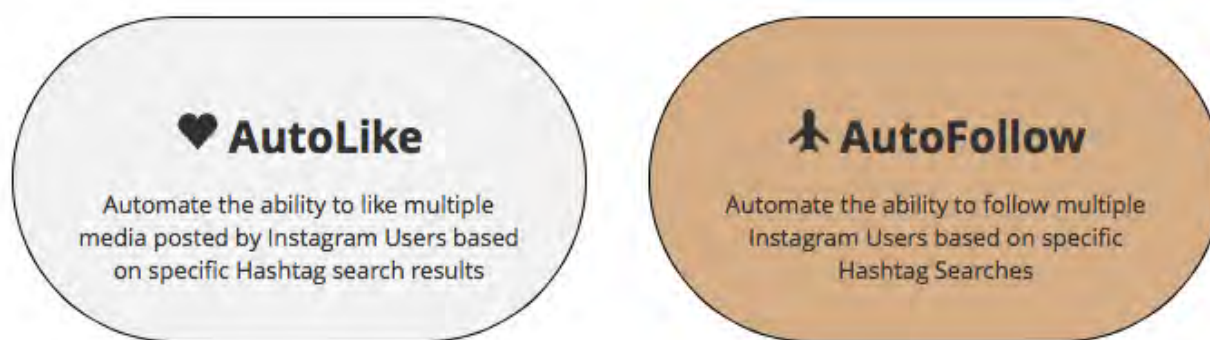 AutoLike
Automate the ability to like multiple
media posted by Instagram Users based
on specific Hashtag search results
AutoFollow
Automate the ability to follow multiple
Instagram Users based on specific
Hashtag Searches